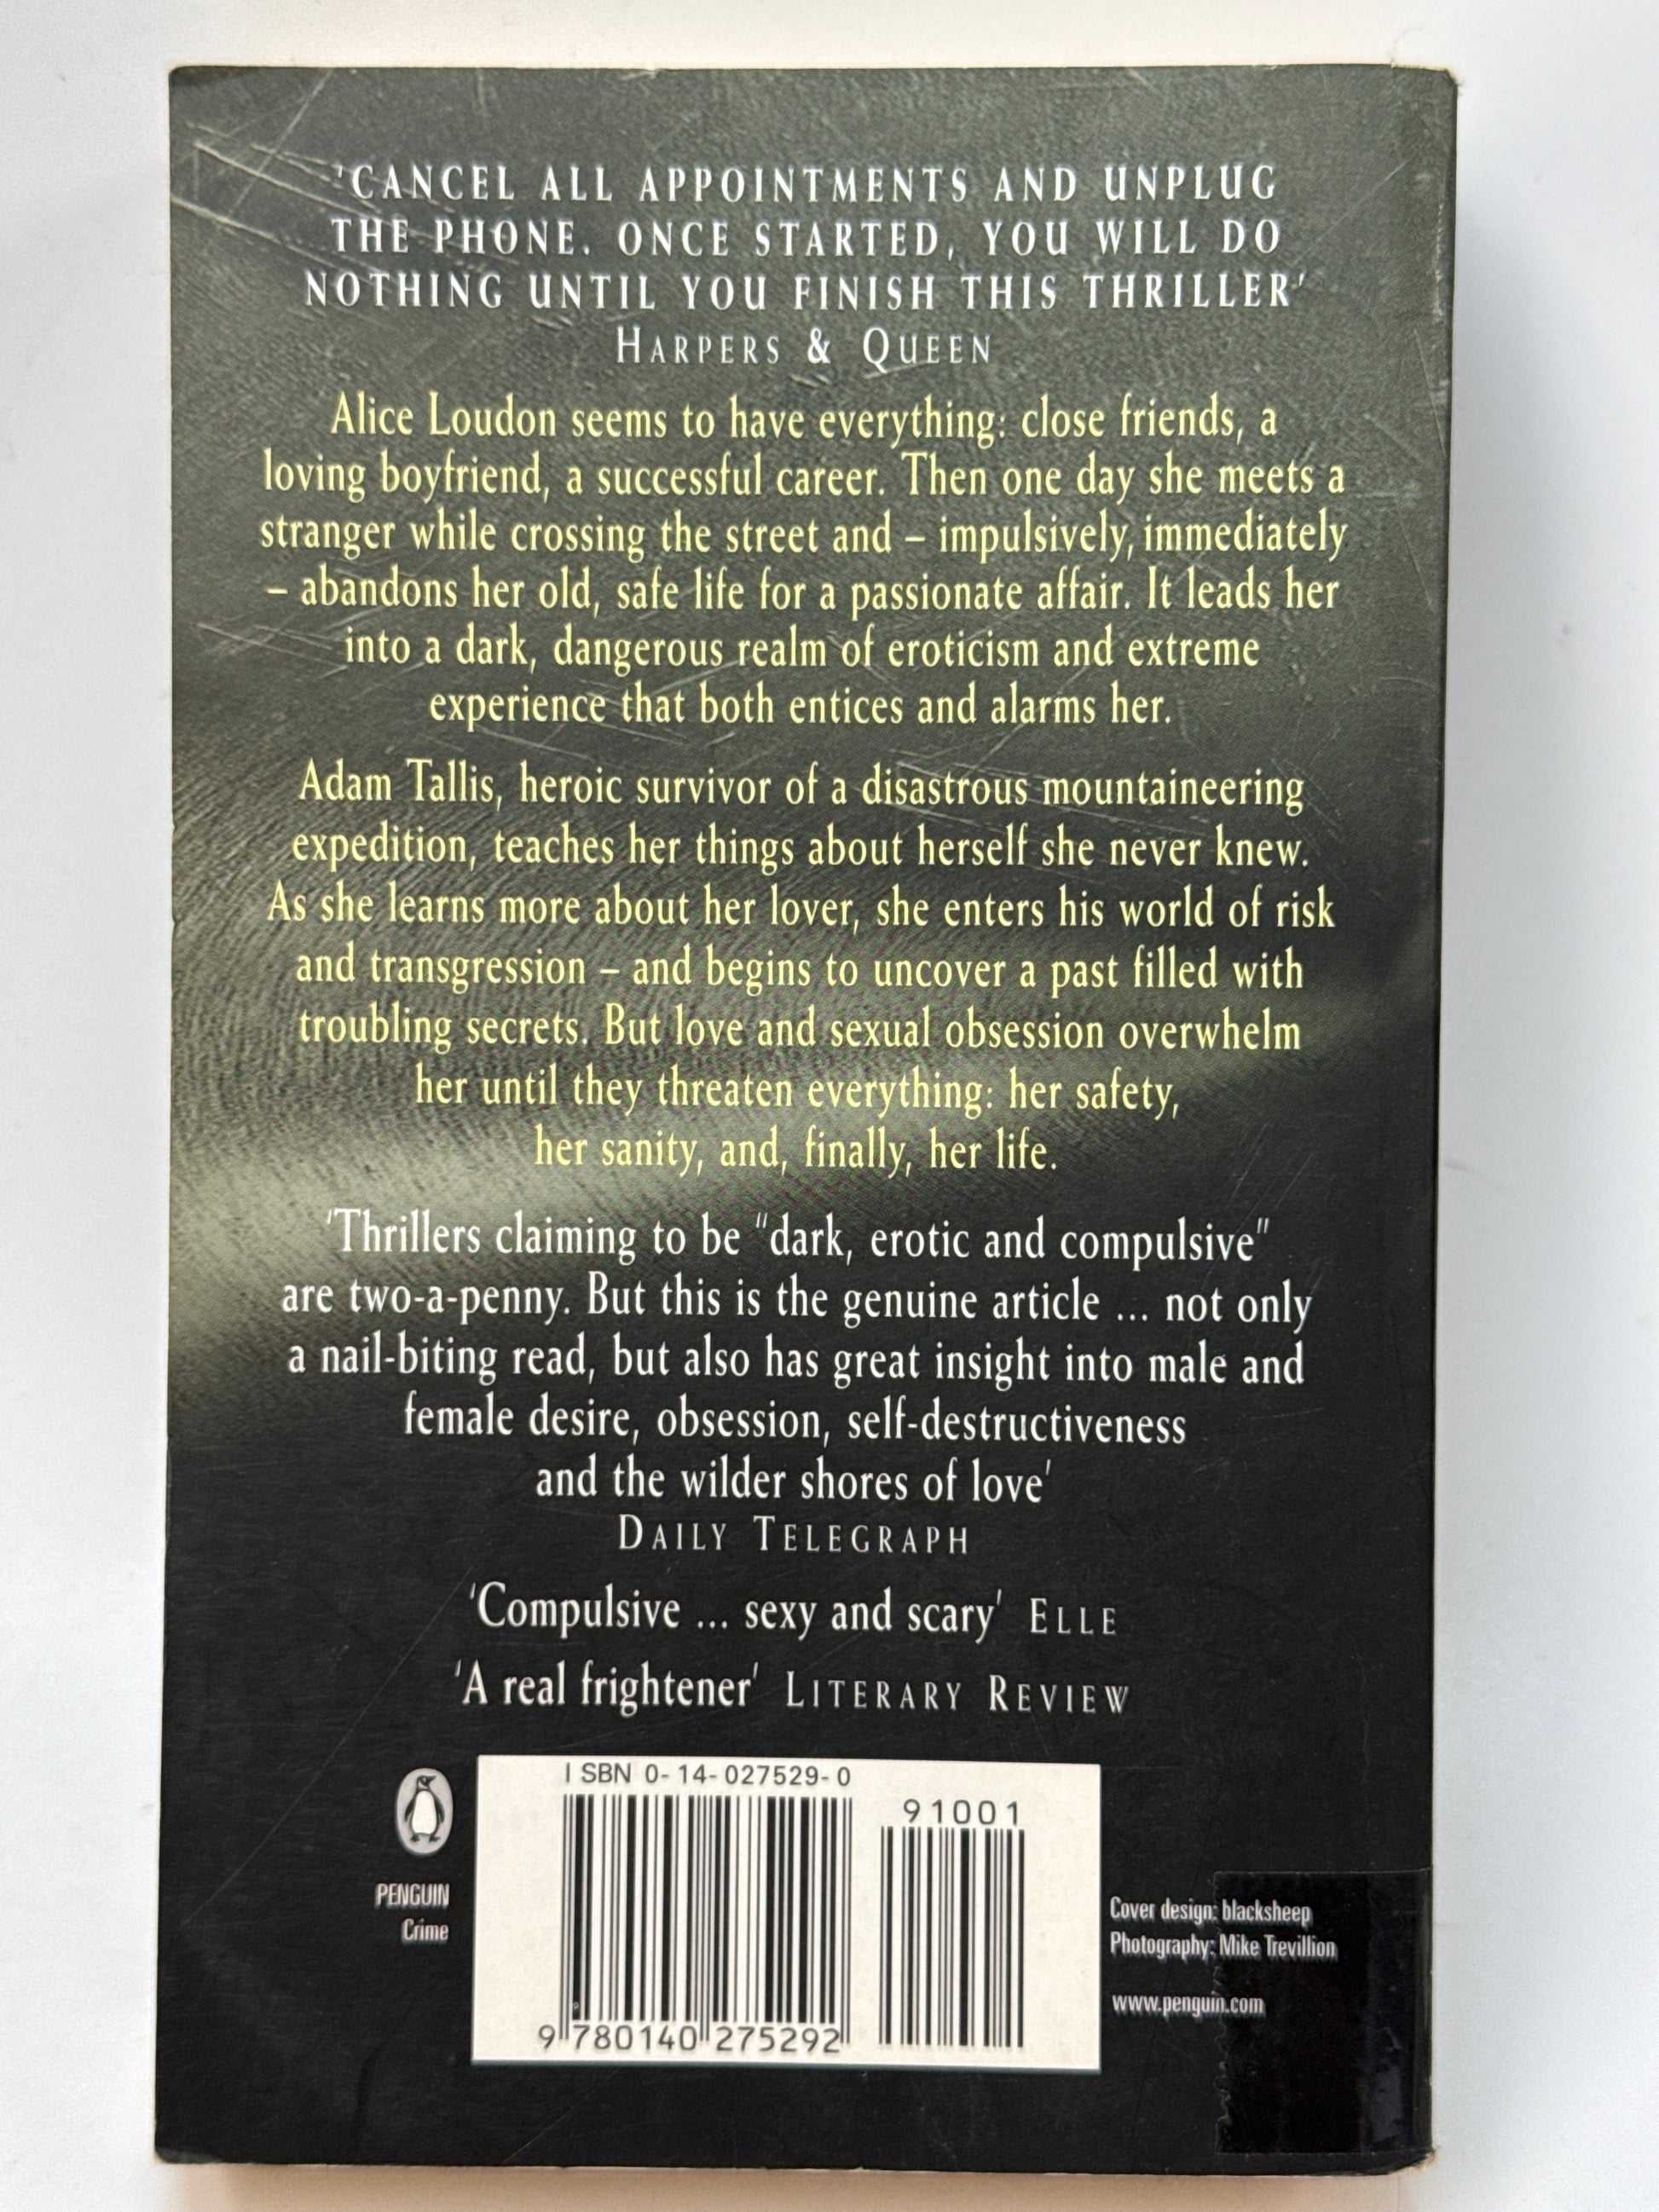 'CANCEL ALL APPOINTMENTS AND UNPLUG
THE PHONE. ONCE STARTED, YOU WILL DO
NOTHING UNTIL YOU FINISH THIS THRILLER'
HARPERS & QUEEN
Alice Loudon seems to have everything: close friends, a
loving boyfriend, a successful career. Then one day she meets a
stranger while crossing the street and – impulsively, immediately
– abandons her old, safe life for a passionate affair. It leads her
into a dark, dangerous realm of eroticism and extreme
experience that both entices and alarms her.
Adam Tallis, heroic survivor of a disastrous mountaineering
expedition, teaches her things about herself she never knew.
As she learns more about her lover, she enters his world of risk
and transgression – and begins to uncover a past filled with
troubling secrets. But love and sexual obsession overwhelm
her until they threaten everything: her safety,
her sanity, and, finally, her life.
'Thrillers claiming to be "dark, erotic and compulsive"
are two-a-penny. But this is the genuine article ... not only
a nail-biting read, but also has great insight into male and
female desire, obsession, self-destructiveness
and the wilder shores of love'
DAILY TELEGRAPH
'Compulsive ... sexy and scary' ELLE
'A real frightener' LITERARY REVIEW
PENGUIN
Crime
ISBN 0-14-027529-0
91001
9 780140 275292
Cover design: blacksheep
Photography: Mike Trevillion
www.penguin.com